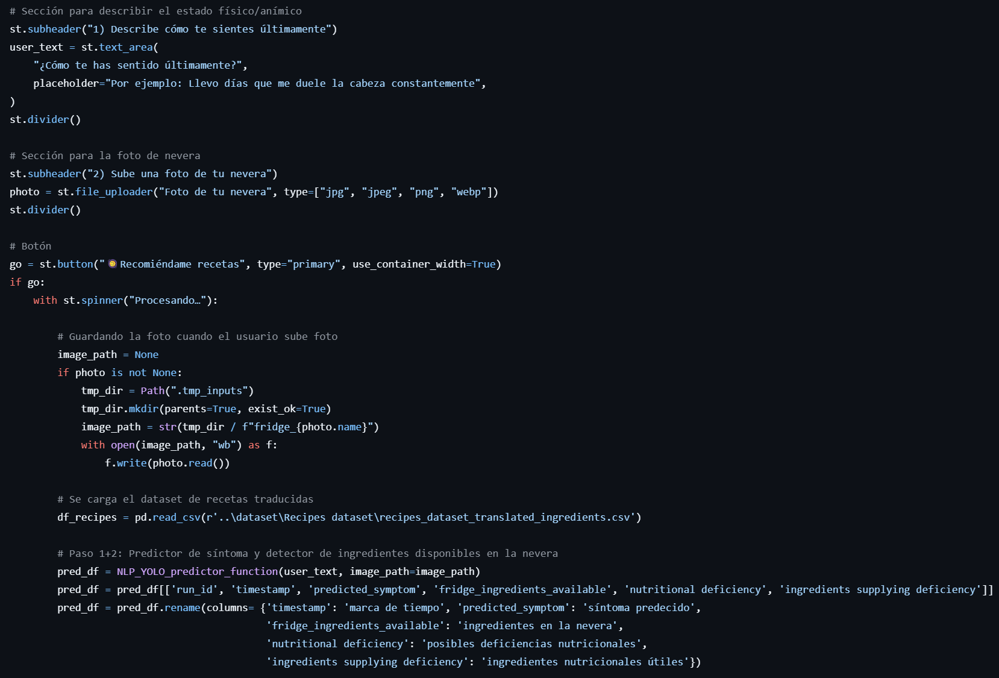 # Sección para describir el estado físico/anímico
st.subheader("1) Describe cómo te sientes últimamente")
user_text = st.text_area(
    "¿Cómo te has sentido últimamente?",
    placeholder="Por ejemplo: Llevo días que me duele la cabeza constantemente",
)
st.divider()

# Sección para la foto de nevera
st.subheader("2) Sube una foto de tu nevera")
photo = st.file_uploader("Foto de tu nevera", type=["jpg", "jpeg", "png", "webp"])
st.divider()

# Botón
go = st.button("🥘Recomiéndame recetas", type="primary", use_container_width=True)
if go:
    with st.spinner("Procesando…"):

        # Guardando la foto cuando el usuario sube foto
        image_path = None
        if photo is not None:
            tmp_dir = Path(".tmp_inputs")
            tmp_dir.mkdir(parents=True, exist_ok=True)
            image_path = str(tmp_dir / f"fridge_{photo.name}")
            with open(image_path, "wb") as f:
                f.write(photo.read())

        # Se carga el dataset de recetas traducidas
        df_recipes = pd.read_csv(r'..\dataset\Recipes dataset\recipes_dataset_translated_ingredients.csv')

        # Paso 1+2: Predictor de síntoma y detector de ingredientes disponibles en la nevera
        pred_df = NLP_YOLO_predictor_function(user_text, image_path=image_path)
        pred_df = pred_df[['run_id', 'timestamp', 'predicted_symptom', 'fridge_ingredients_available', 'nutritional deficiency', 'ingredients supplying deficiency']]
        pred_df = pred_df.rename(columns= {'timestamp': 'marca de tiempo', 'predicted_symptom': 'síntoma predecido',
                                           'fridge_ingredients_available': 'ingredientes en la nevera',
                                           'nutritional deficiency': 'posibles deficiencias nutricionales',
                                           'ingredients supplying deficiency': 'ingredientes nutricionales útiles'})